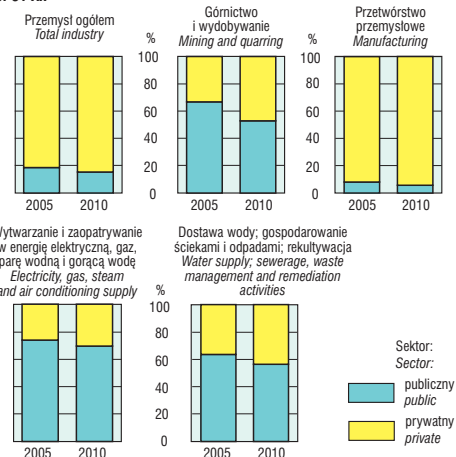 Przemysł ogółem
Total industry
%
100
80
60
40
20
0
2005 2010
Górnictwo
i wydobywanie
Mining and quarring
%
2005 2010
Przetwórstwo
przemysłowe
Manufacturing
100
80
60
40
20
0
2005 2010
Wytwarzanie i zaopatrywanie
w energię elektryczną, gaz,
parę wodną i gorącą wodę
Electricity, gas, steam
and air conditioning supply
%
100
80
60
40
20
0
2005 2010
Dostawa wody; gospodarowanie
ściekami i odpadami; rekultywacja
Water supply; sewerage, waste
management and remediation
activities
2005 2010
Sektor:
Sector:
publiczny
public
prywatny
private